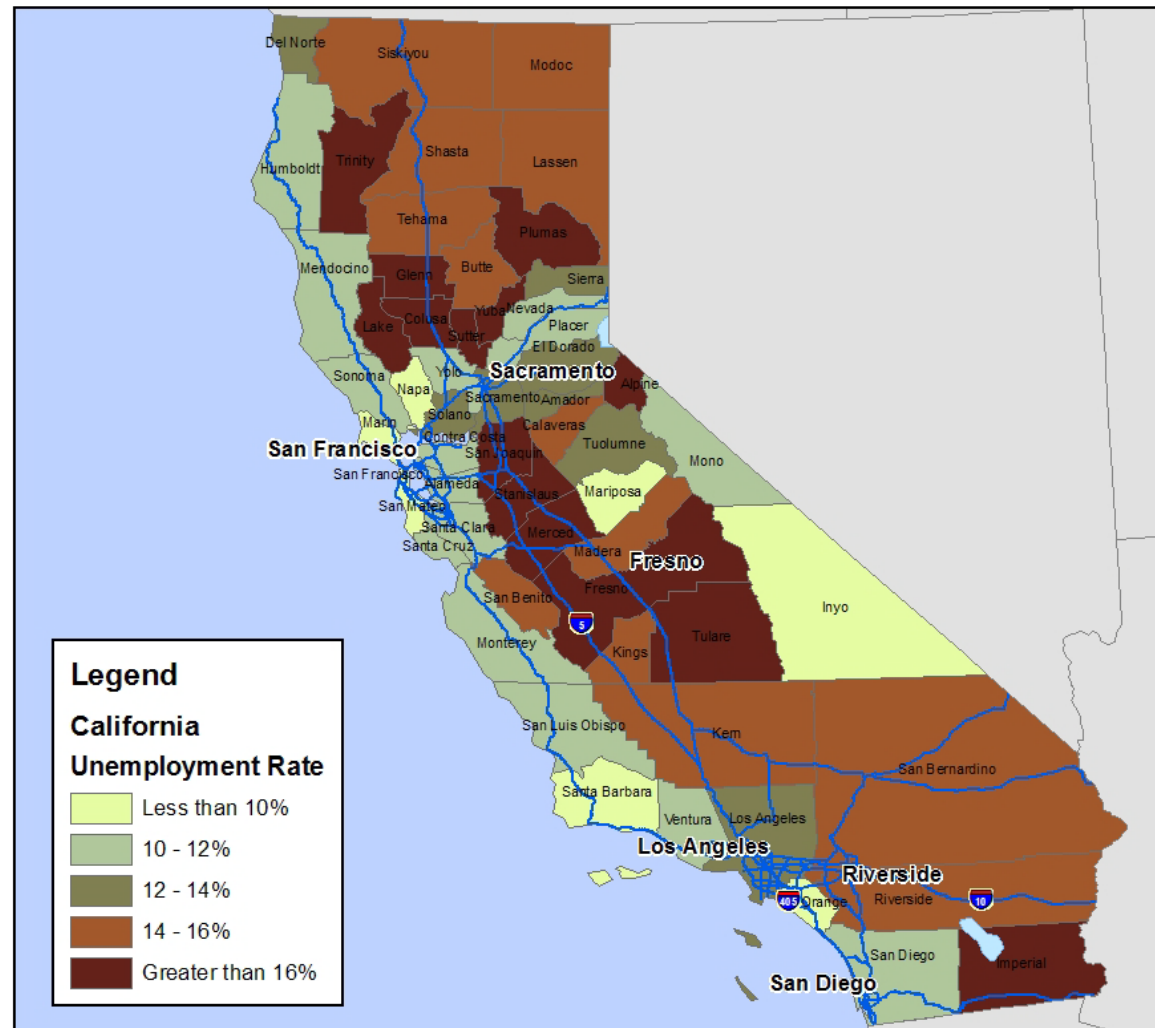 Del Norte
Siskiyou
Modoc
Humboldt
Trinity
Shasta
Lassen
Tehama
Plumas
Mendocino
Glenn
Butte
Sierra
Lake
Colusa
Yuba
Nevada
Sutter
Placer
El Dorado
Sonoma
Napa
Yolo
Sacramento
Alpine
Sacramento
Amador
Marin
Solano
Calaveras
San Francisco
Contra Costa
Tuolumne
San Joaquin
Mono
San Francisco
Alameda
Stanislaus
Mariposa
San Mateo
Santa Clara
Merced
Santa Cruz
Madera
Fresno
San Benito
Fresno
Inyo
5
Monterey
Kings
Tulare
San Luis Obispo
Kern
San Bernardino
Santa Barbara
Ventura
Los Angeles
Los Angeles
Riverside
405
Orange
Riverside
10
San Diego
Imperial
San Diego
Legend
California
Unemployment Rate
Less than 10%
10 - 12%
12 - 14%
14 - 16%
Greater than 16%